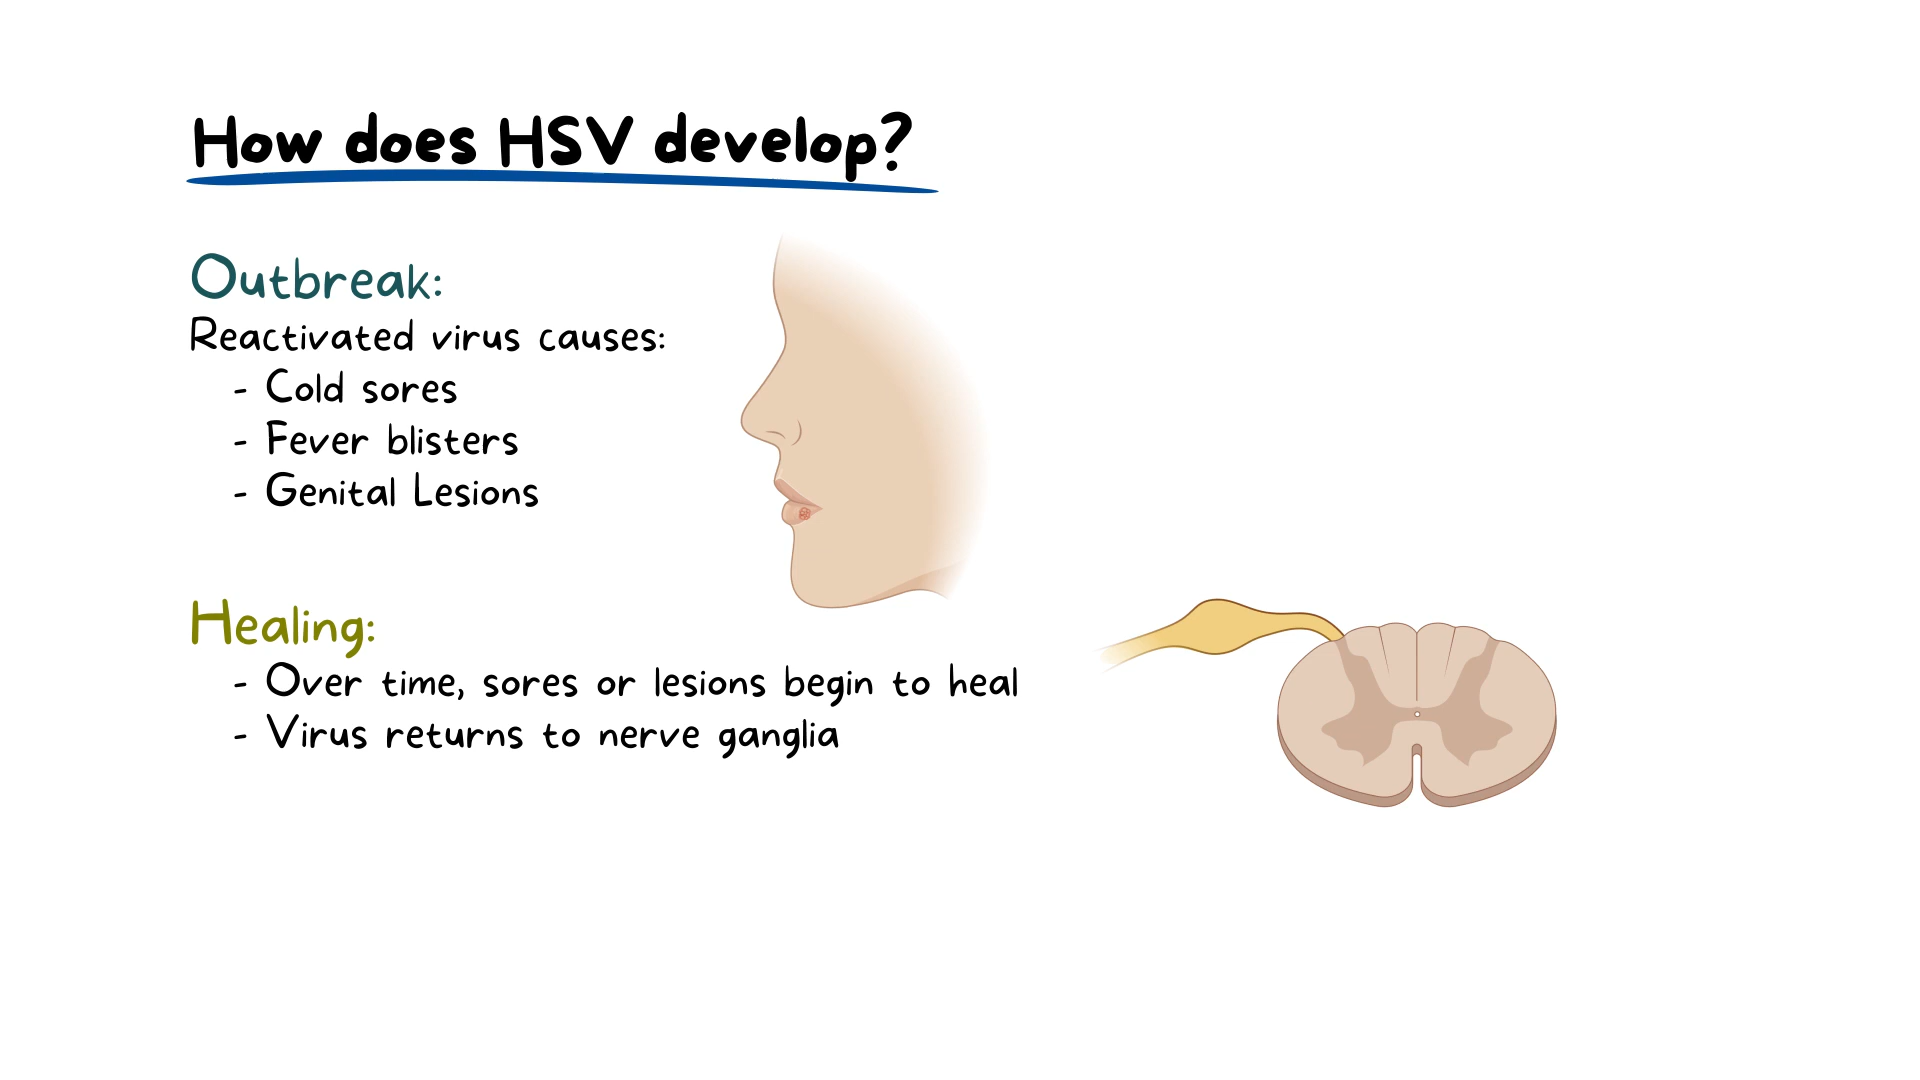 How does HSV develop?
Outbreak:
Reactivated virus causes:
- Cold sores
- Fever blisters
- Genital Lesions
Healing:
- Over time, sores or lesions begin to heal
- Virus returns to nerve ganglia